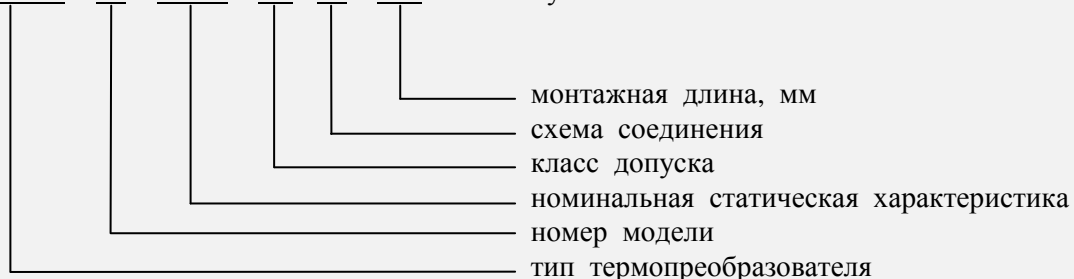 монтажная длина, мм
схема соединения
класс допуска
номинальная статическая характеристика
номер модели
тип термопреобразователя